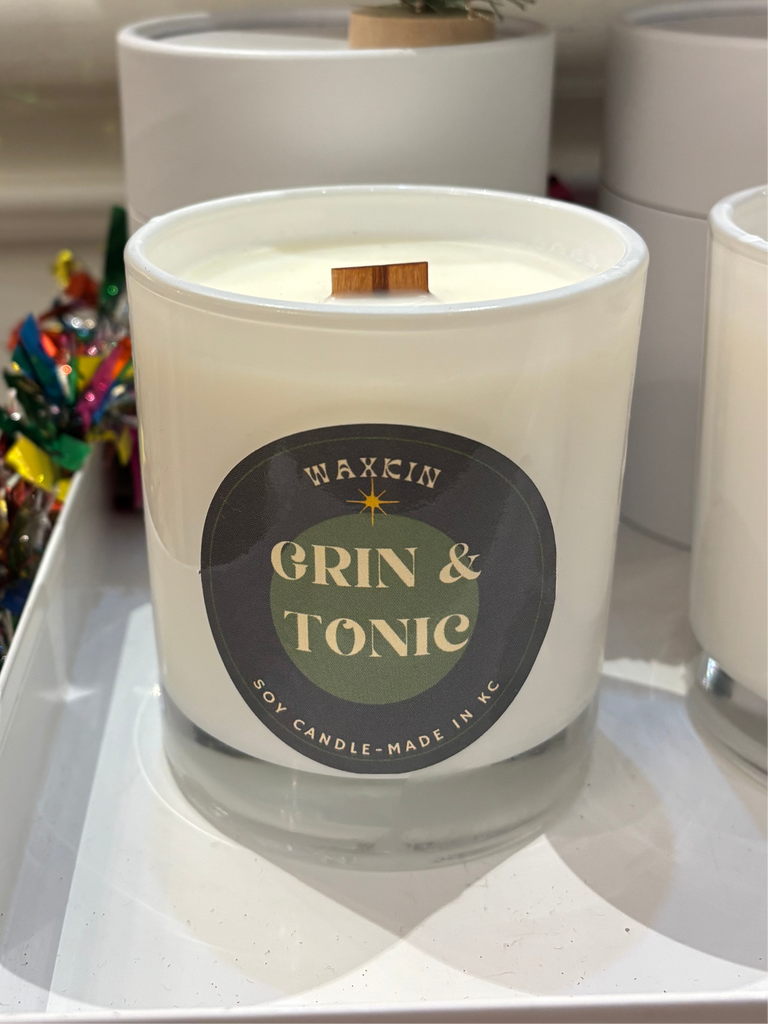 WAXKIN
GRIN &
TONIC
SOY CANDLE-MADE IN KC